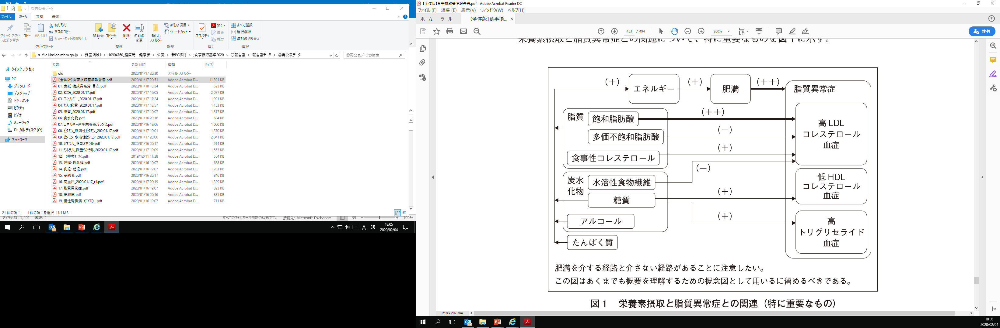 ◎再公表データ
ファイル ホーム 共有 表示
クイック アクセスにピン留め コピー 貼り付け 切り取り パスのコピー ショートカットの貼り付け 移動先 コピー先 削除 名前の変更 新しいフォルダー 新しい項目 ショートカット プロパティ 開く 編集 履歴 すべて選択 選択解除 選択の切り替え
クリップボード 整理 新規 開く 選択
« file1.inside.mhlw.go.jp › 課室領域1 › 10904760_健康局 健康課 › 栄養 › 新PC移行 › ;食事摂取基準2020 › 〇報告書 › 報告書データ › ◎再公表データ
◎再公表データの検索
名前 更新日時 種類 サイズ
クイック アクセス
PC
ダウンロード
デスクトップ
ドキュメント
ピクチャ
ビデオ
ミュージック
ローカル ディスク (C:)
ネットワーク
old 2020/01/17 20:30 ファイル フォルダー
【全体版】食事摂取基準報告書.pdf 2020/01/17 20:51 Adobe Acrobat D... 11,391 KB
01. 表紙_構成員名簿_目次.pdf 2020/01/10 18:24 Adobe Acrobat D... 623 KB
02. 総論_2020.01.17.pdf 2020/01/17 19:05 Adobe Acrobat D... 2,077 KB
03. エネルギー_2020.01.17.pdf 2020/01/17 17:24 Adobe Acrobat D... 1,991 KB
04. たんぱく質_2020.01.17.pdf 2020/01/17 18:57 Adobe Acrobat D... 1,153 KB
05. 脂質_2020.01.17.pdf 2020/01/17 19:07 Adobe Acrobat D... 1,317 KB
06. 炭水化物.pdf 2020/01/16 20:16 Adobe Acrobat D... 684 KB
07. エネルギー産生栄養素バランス.pdf 2020/01/16 19:06 Adobe Acrobat D... 1,000 KB
08. ビタミン_脂溶性ビタミン_202.01.17.pdf 2020/01/17 19:01 Adobe Acrobat D... 1,370 KB
09. ビタミン_水溶性ビタミン_2020.01.17.pdf 2020/01/17 20:06 Adobe Acrobat D... 2,041 KB
10. ミネラル_多量ミネラル.pdf 2020/01/16 20:17 Adobe Acrobat D... 914 KB
11. ミネラル_微量ミネラル_2020.01.17.pdf 2020/01/17 19:09 Adobe Acrobat D... 1,553 KB
12. （参考）水.pdf 2019/12/11 11:28 Adobe Acrobat D... 554 KB
13. 妊婦・授乳婦.pdf 2020/01/16 19:07 Adobe Acrobat D... 688 KB
14. 乳児・幼児.pdf 2020/01/16 19:07 Adobe Acrobat D... 1,281 KB
15. 高齢者.pdf 2020/01/16 20:17 Adobe Acrobat D... 846 KB
16. 高血圧_2020.01.17_r1.pdf 2020/01/17 20:19 Adobe Acrobat D... 1,329 KB
17. 脂質異常症.pdf 2020/01/16 19:07 Adobe Acrobat D... 823 KB
18. 糖尿病.pdf 2020/01/16 20:16 Adobe Acrobat D... 835 KB
19. 慢性腎臓病（CKD）.pdf 2020/01/16 19:07 Adobe Acrobat D... 711 KB
21 個の項目 1 個の項目を選択 11.1 MB
アイテム数: 1,201 未読: 1 すべてのフォルダーが最新の状態です。 接続先: Microsoft Exchange 100%
A 18:05
2020/02/04
【全体版】食事摂取基準報告書.pdf - Adobe Acrobat Reader DC
ファイル (F) 編集 (E) 表示(V) ウィンドウ(W) ヘルプ(H)
ホーム ツール 【全体版】食事摂... ×
453 / 494 200% 共有
栄養素摂取と脂質異常症との関連について、特に重要なものを図1に示す。
（＋） エネルギー （＋） 肥満 （＋＋） 脂質異常症
脂質 飽和脂肪酸 （＋＋）
多価不飽和脂肪酸 （－）
食事性コレステロール （＋）
高 LDL
コレステロール
血症
（－）
炭水
化物
水溶性食物繊維
糖質 （＋）
低 HDL
コレステロール
血症
アルコール （＋）
高
トリグリセライド
血症
たんぱく質
肥満を介する経路と介さない経路があることに注意したい。
この図はあくまでも概要を理解するための概念図として用いるに留めるべきである。
図 1 栄養素摂取と脂質異常症との関連（特に重要なもの）
210 x 297 mm
18:05
2020/02/04